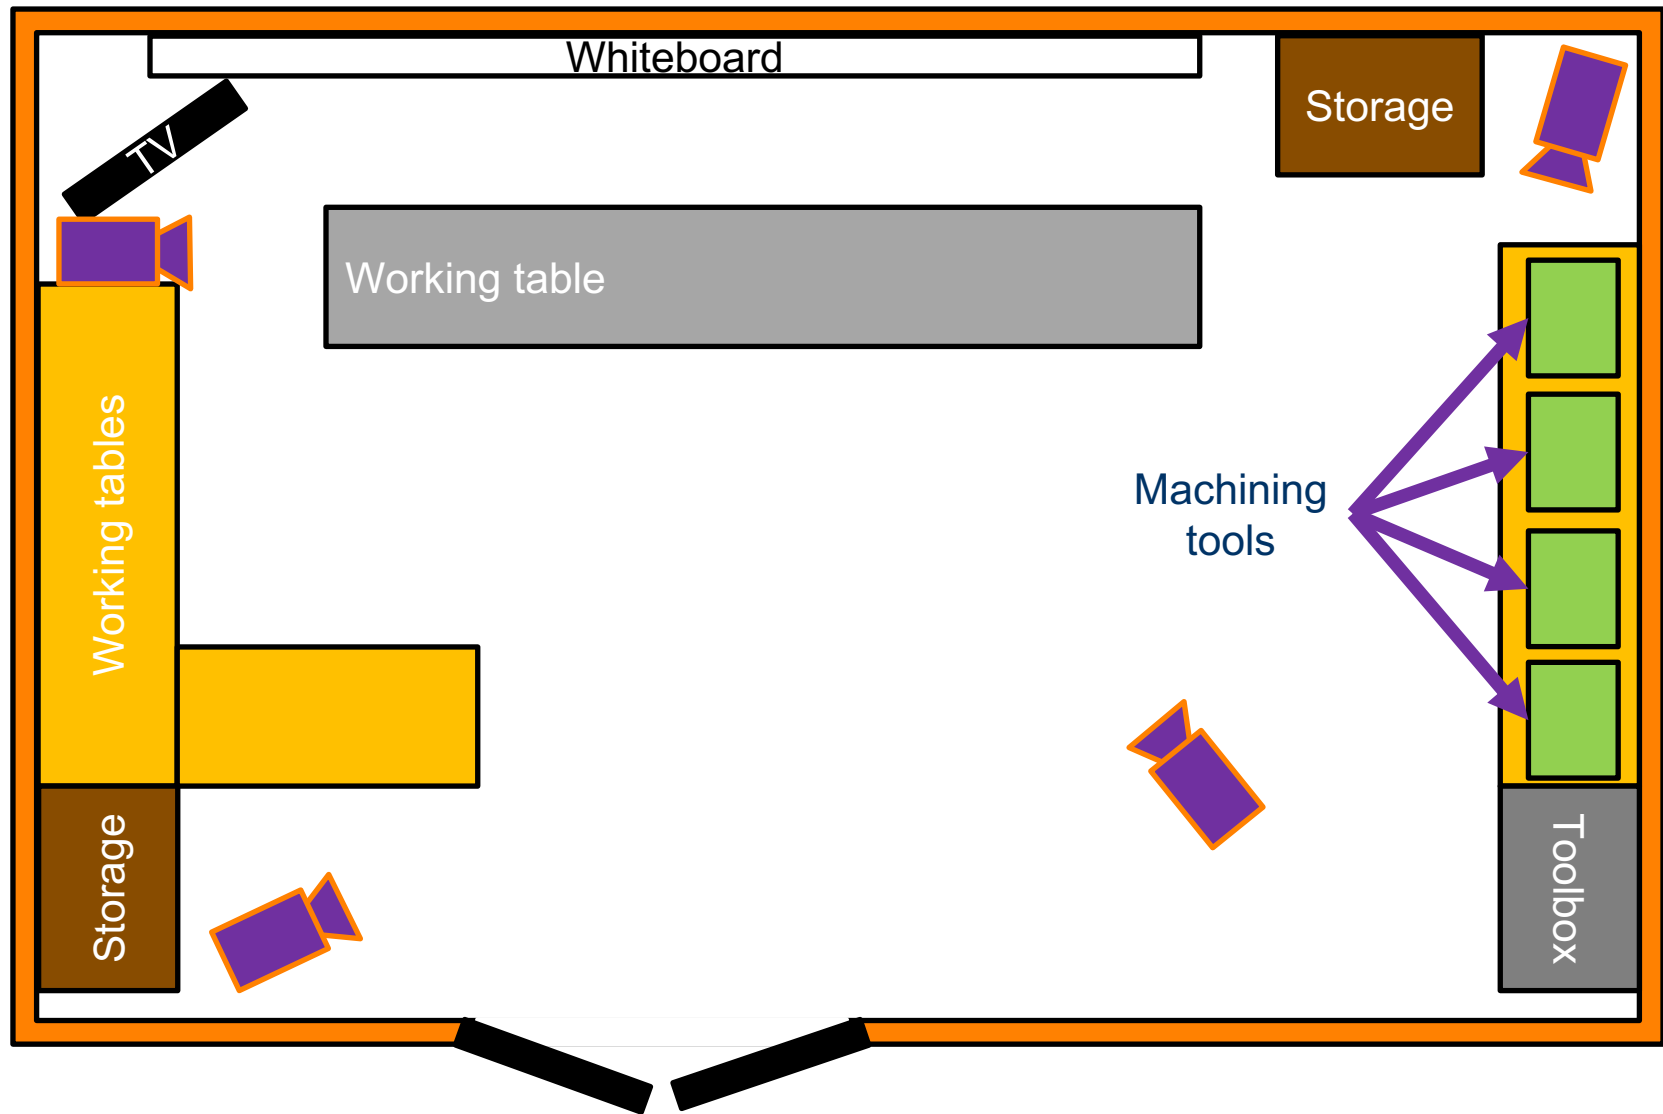 Whiteboard
Storage
TV
Working table
Working tables
Machining
tools
Storage
Toolbox